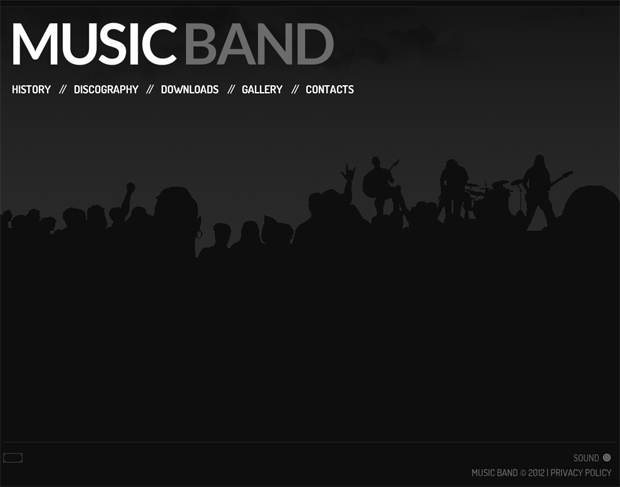 MUSIC BAND
HISTORY // DISCOGRAPHY // DOWNLOADS // GALLERY // CONTACTS
SOUND
MUSIC BAND © 2012 | PRIVACY POLICY